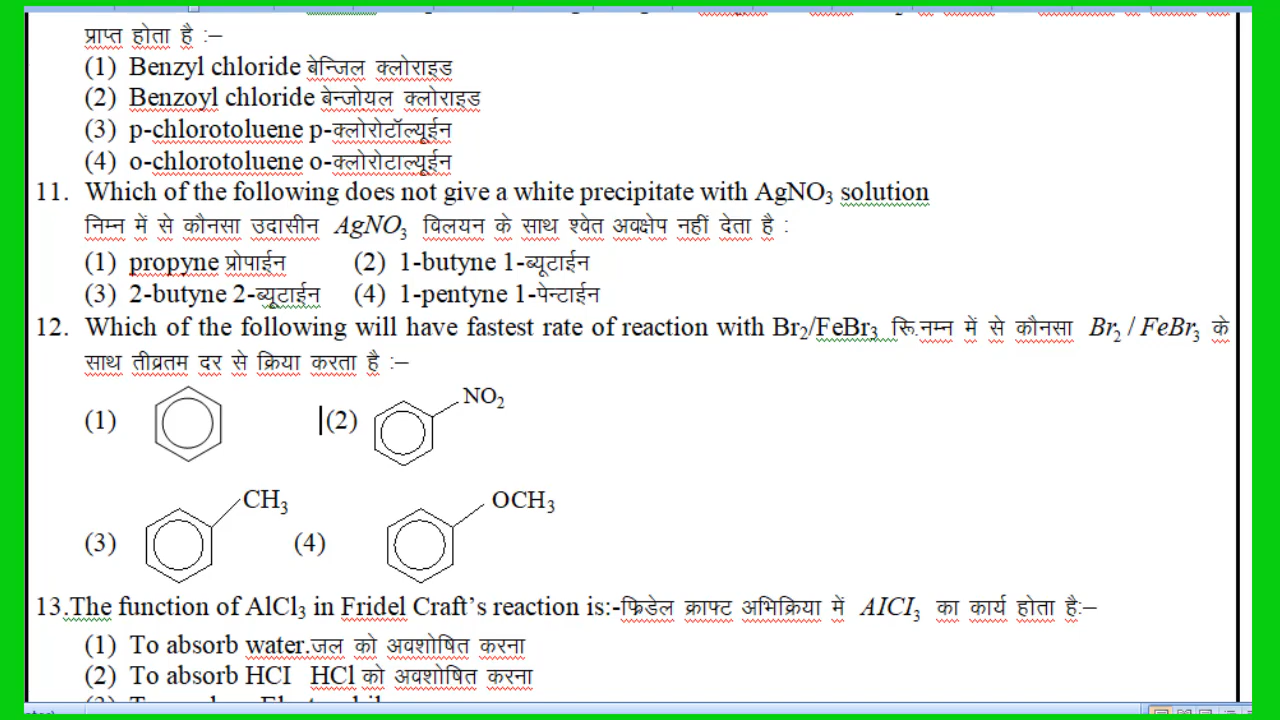 प्राप्त होता है :–
(1) Benzyl chloride बेन्जिल क्लोराइड
(2) Benzoyl chloride बेन्जोयल क्लोराइड
(3) p-chlorotoluene p-क्लोरोटॉल्यूईन
(4) o-chlorotoluene o-क्लोरोटाल्यूईन
11. Which of the following does not give a white precipitate with AgNO3 solution
निम्न में से कौनसा उदासीन AgNO3 विलयन के साथ श्वेत अवक्षेप नहीं देता है :
(1) propyne प्रोपाईन (2) 1-butyne 1-ब्यूटाईन
(3) 2-butyne 2-ब्यूटाईन (4) 1-pentyne 1-पेन्टाईन
12. Which of the following will have fastest rate of reaction with Br2/FeBr3 रि.नम्न में से कौनसा Br2 / FeBr3 के
साथ तीव्रतम दर से क्रिया करता है :–
NO2
(1) (2)
CH3 OCH3
(3) (4)
13.The function of AlCl3 in Fridel Craft's reaction is:-फ्रिडेल क्राफ्ट अभिक्रिया में AICI3 का कार्य होता है:–
(1) To absorb water.जल को अवशोषित करना
(2) To absorb HCI HCl को अवशोषित करना